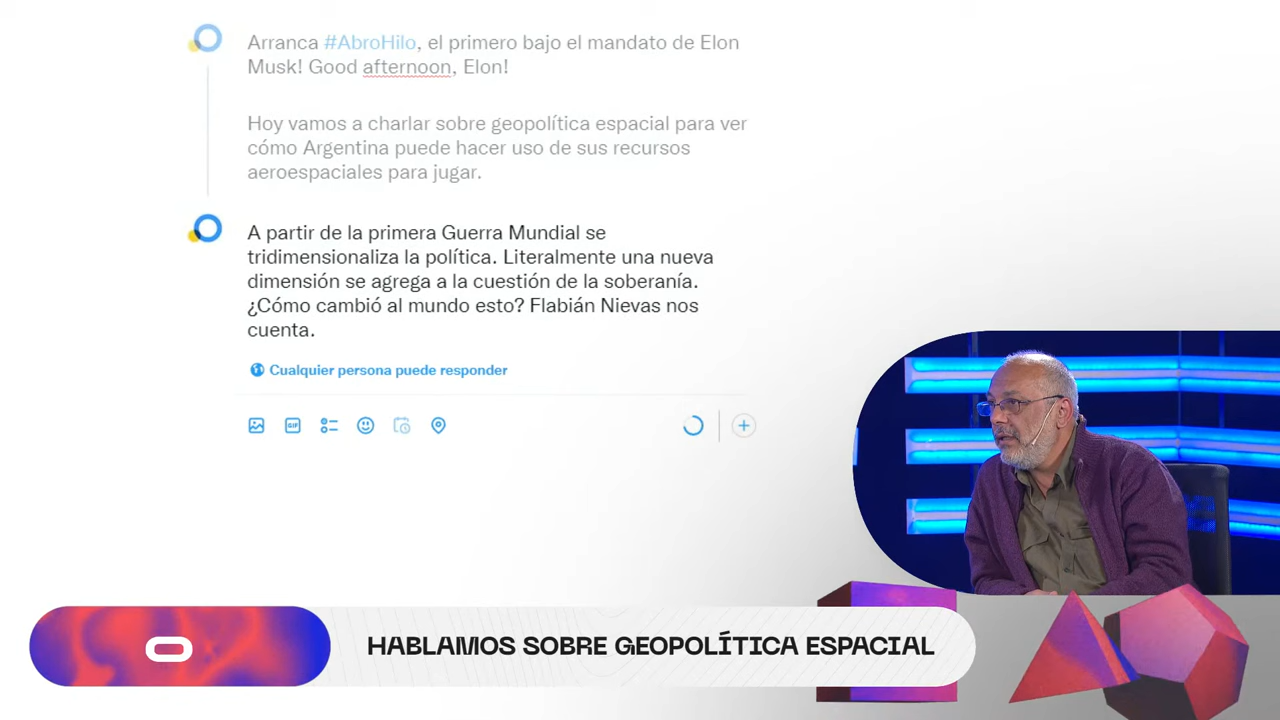 Arranca #AbroHilo, el primero bajo el mandato de Elon
Musk! Good afternoon, Elon!
Hoy vamos a charlar sobre geopolítica espacial para ver
cómo Argentina puede hacer uso de sus recursos
aeroespaciales para jugar.
A partir de la primera Guerra Mundial se
tridimensionaliza la política. Literalmente una nueva
dimensión se agrega a la cuestión de la soberanía.
¿Cómo cambió al mundo esto? Flabián Nievas nos
cuenta.
Cualquier persona puede responder
GIF
HABLAMOS SOBRE GEOPOLÍTICA ESPACIAL